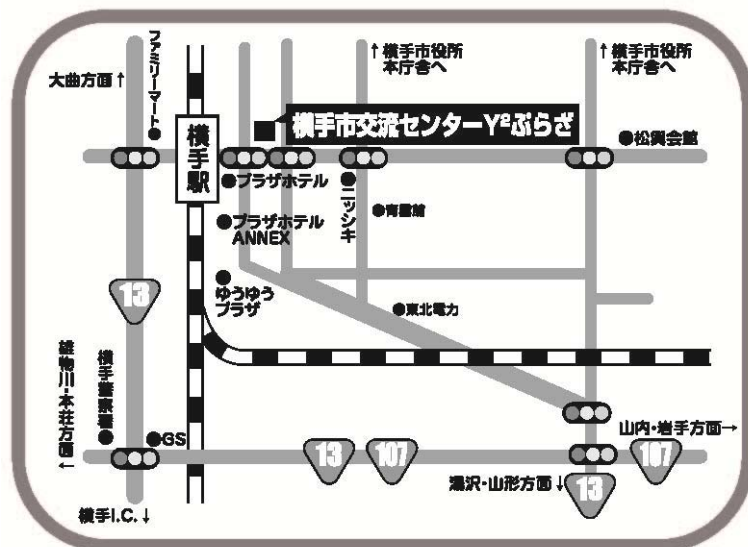 大曲方面↑
ファミリーマート
↑横手市役所
本庁舎へ
↑横手市役所
本庁舎へ
横手市交流センターY²ぷらざ
松興会館
横手駅
プラザホテル
ニッシキ
青雲館
プラザホテル
ANNEX
ゆうゆう
プラザ
東北電力
13
雄物川・本荘方面
←
横手警察署
GS
13
107
山内・岩手方面→
107
湯沢・山形方面↓
13
横手I.C.↓